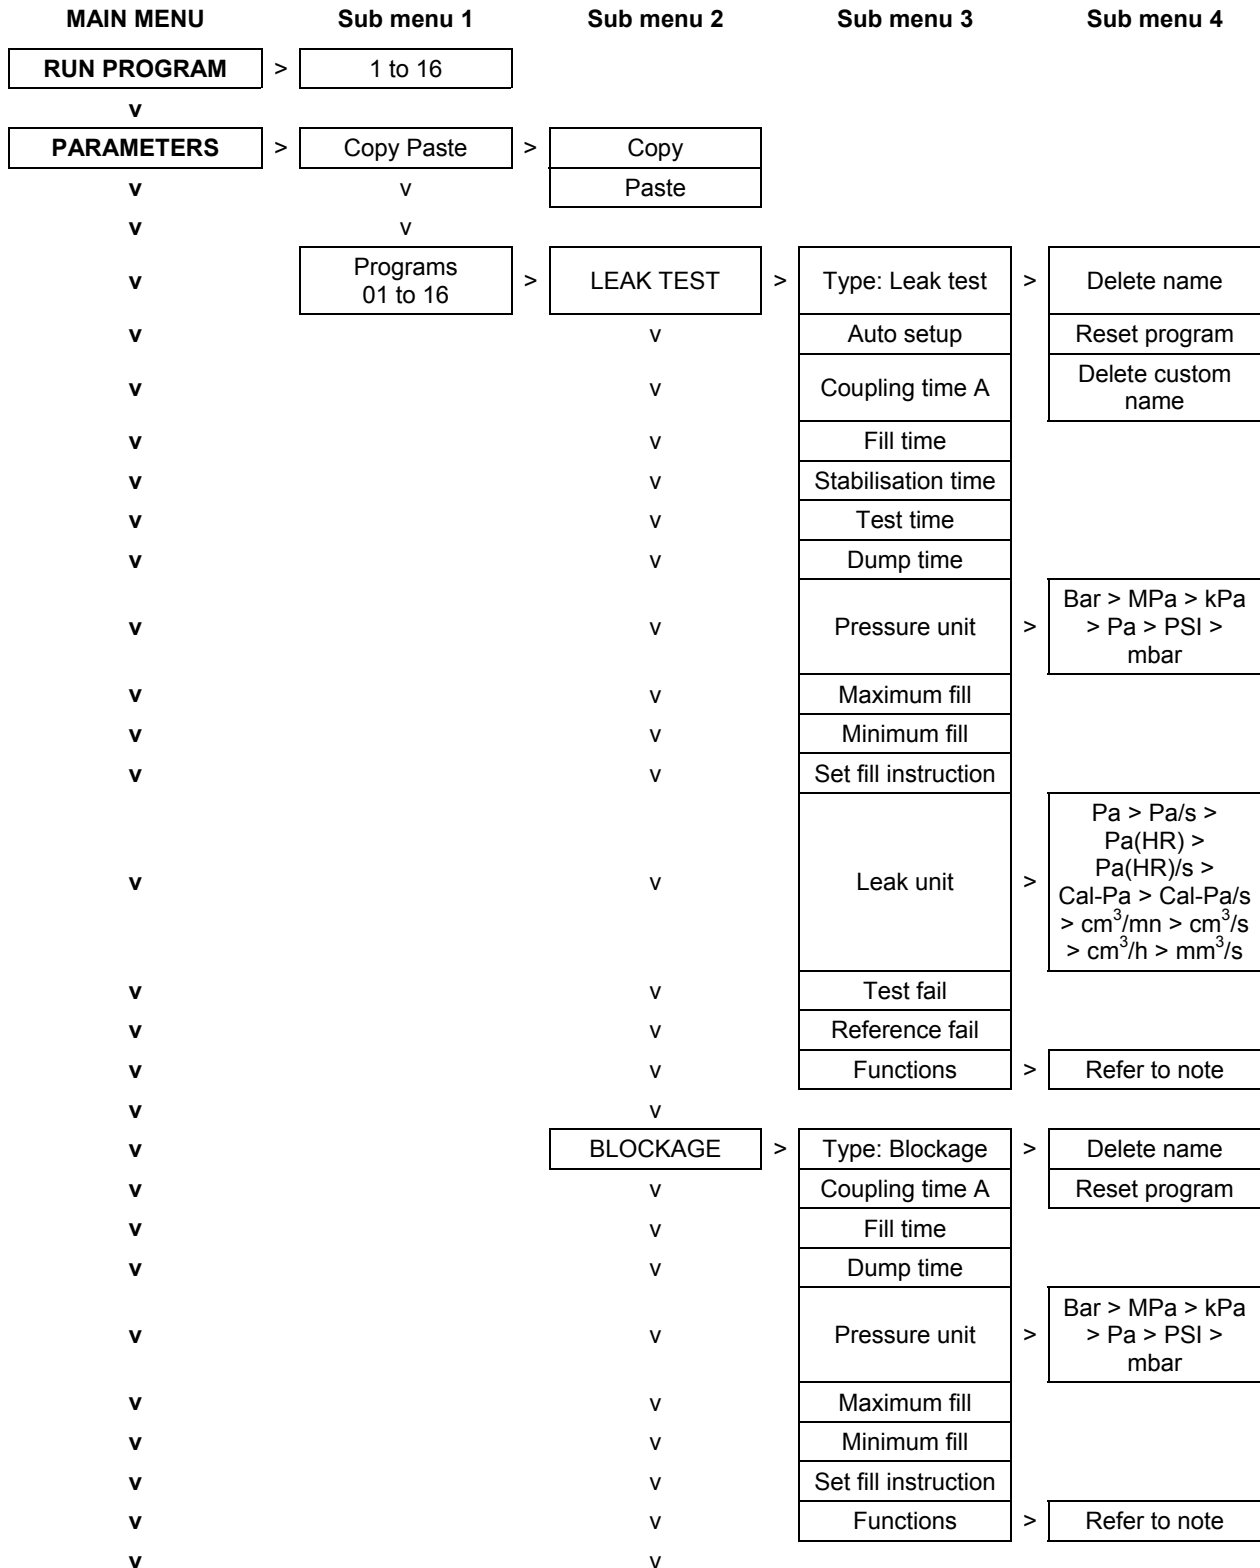 MAIN MENU Sub menu 1 Sub menu 2 Sub menu 3 Sub menu 4
RUN PROGRAM > 1 to 16
v
PARAMETERS > Copy Paste > Copy
v v Paste
v v
v Programs 01 to 16 > LEAK TEST > Type: Leak test > Delete name
v v Auto setup Reset program
v v Coupling time A Delete custom name
v v Fill time
v v Stabilisation time
v v Test time
v v Dump time
v v Pressure unit > Bar > MPa > kPa > Pa > PSI > mbar
v v Maximum fill
v v Minimum fill
v v Set fill instruction
v v Leak unit > Pa > Pa/s > Pa(HR) > Pa(HR)/s > Cal-Pa > Cal-Pa/s > cm³/mn > cm³/s > cm³/h > mm³/s
v v Test fail
v v Reference fail
v v Functions > Refer to note
v v
v BLOCKAGE > Type: Blockage > Delete name
v v Coupling time A Reset program
v v Fill time
v v Dump time
v v Pressure unit > Bar > MPa > kPa > Pa > PSI > mbar
v v Maximum fill
v v Minimum fill
v v Set fill instruction
v v Functions > Refer to note
v v